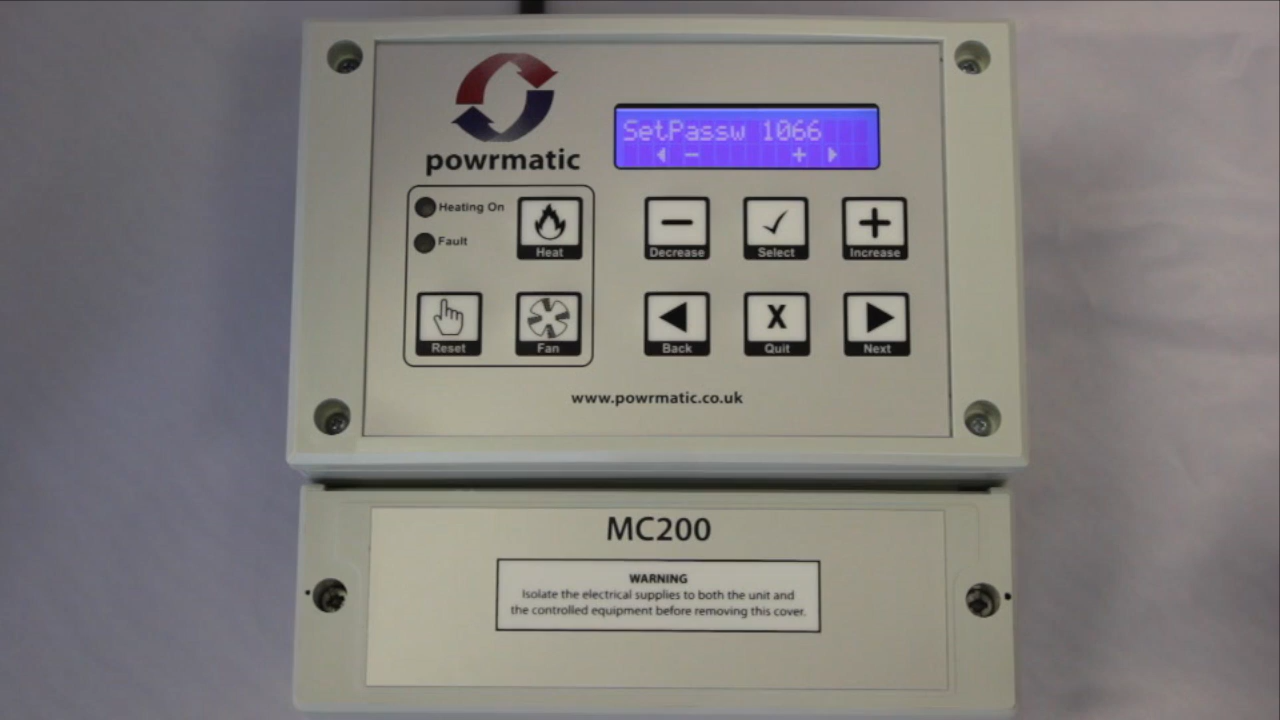 powrmatic
SetPassw 1066
- +
Heating On
Fault
Heat
Decrease
Select
Increase
Reset
Fan
Back
X
Quit
Next
www.powrmatic.co.uk
MC200
WARNING
Isolate the electrical supplies to both the unit and
the controlled equipment before removing this cover.